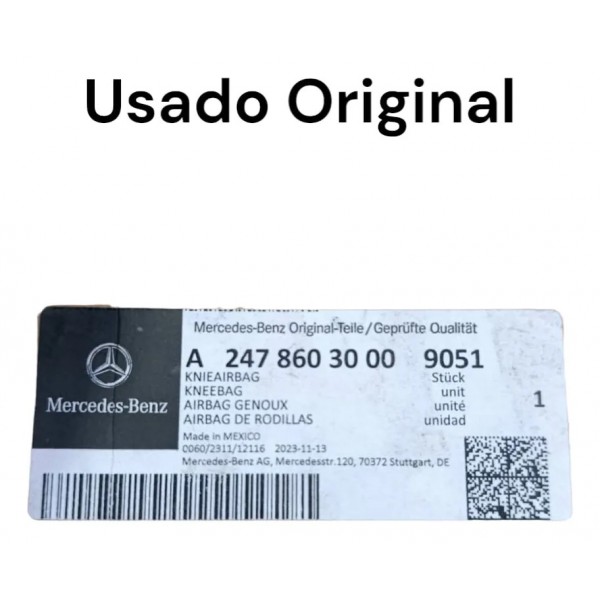 Usado Original
Mercedes-Benz Original-Teile/Geprüfte Qualität
A 247 860 30 00 9051
KNIEAIRBAG Stück
KNEEBAG unit
AIRBAG GENOUX unité
AIRBAG DE RODILLAS unidad
1
Made in MEXICO
0060/2311/12116 2023-11-13
Mercedes-Benz AG, Mercedesstr.120, 70372 Stuttgart, DE
Mercedes-Benz